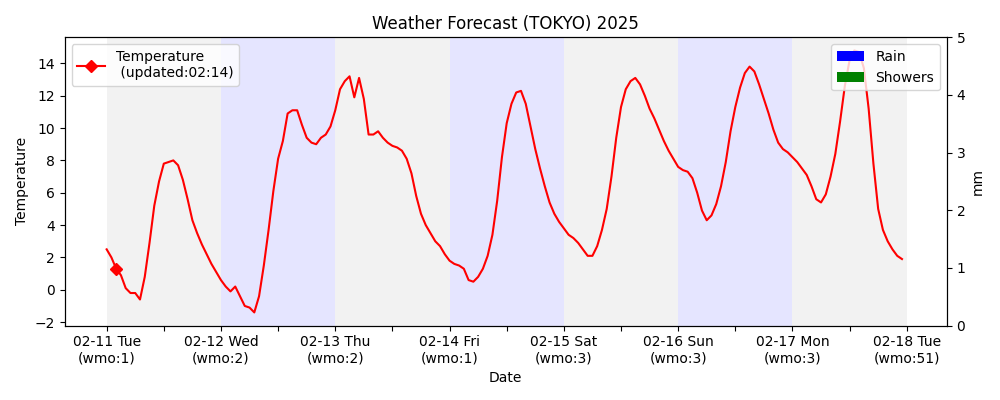 Weather Forecast (TOKYO) 2025
Temperature
(updated:02:14)
Rain
Showers
Temperature
14
12
10
8
6
4
2
0
−2
5
4
3
2
1
0
mm
02-11 Tue
(wmo:1)
02-12 Wed
(wmo:2)
02-13 Thu
(wmo:2)
02-14 Fri
(wmo:1)
02-15 Sat
(wmo:3)
02-16 Sun
(wmo:3)
02-17 Mon
(wmo:3)
02-18 Tue
(wmo:51)
Date